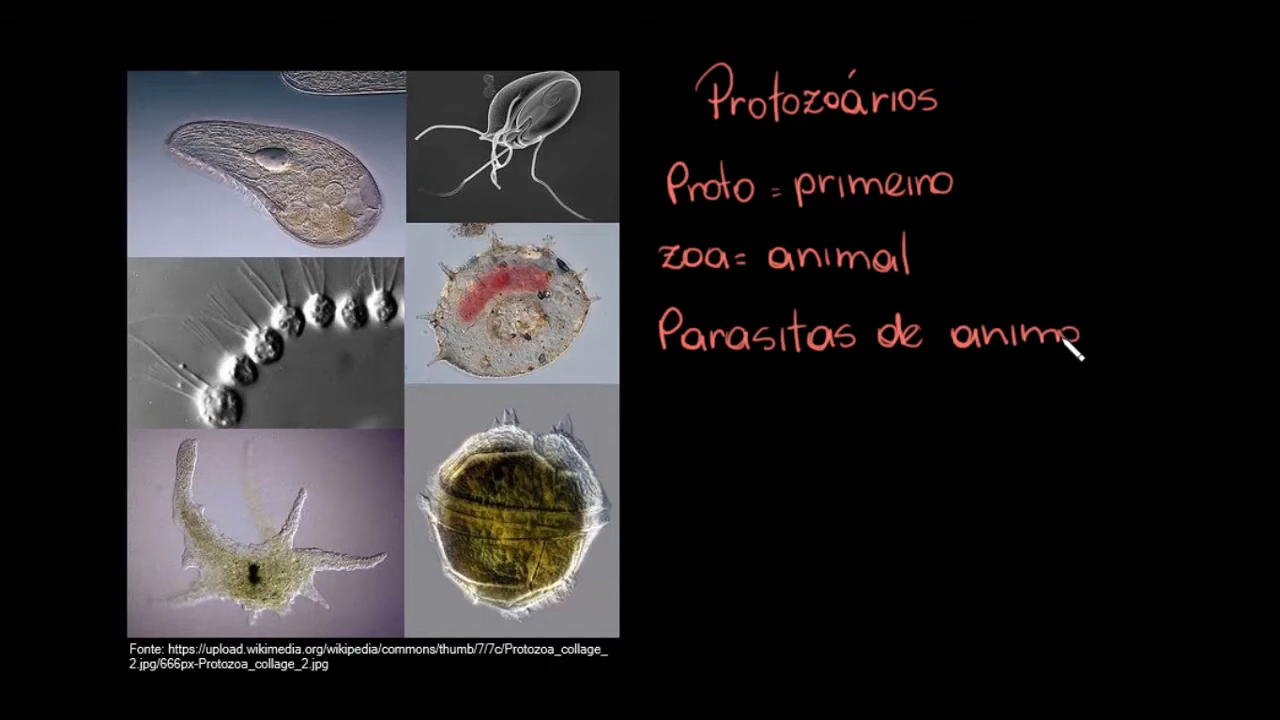 Protozoários
Proto = primeiro
zoa = animal
Parasitas de anima
Fonte: https://upload.wikimedia.org/wikipedia/commons/thumb/7/7c/Protozoa_collage_
2.jpg/666px-Protozoa_collage_2.jpg